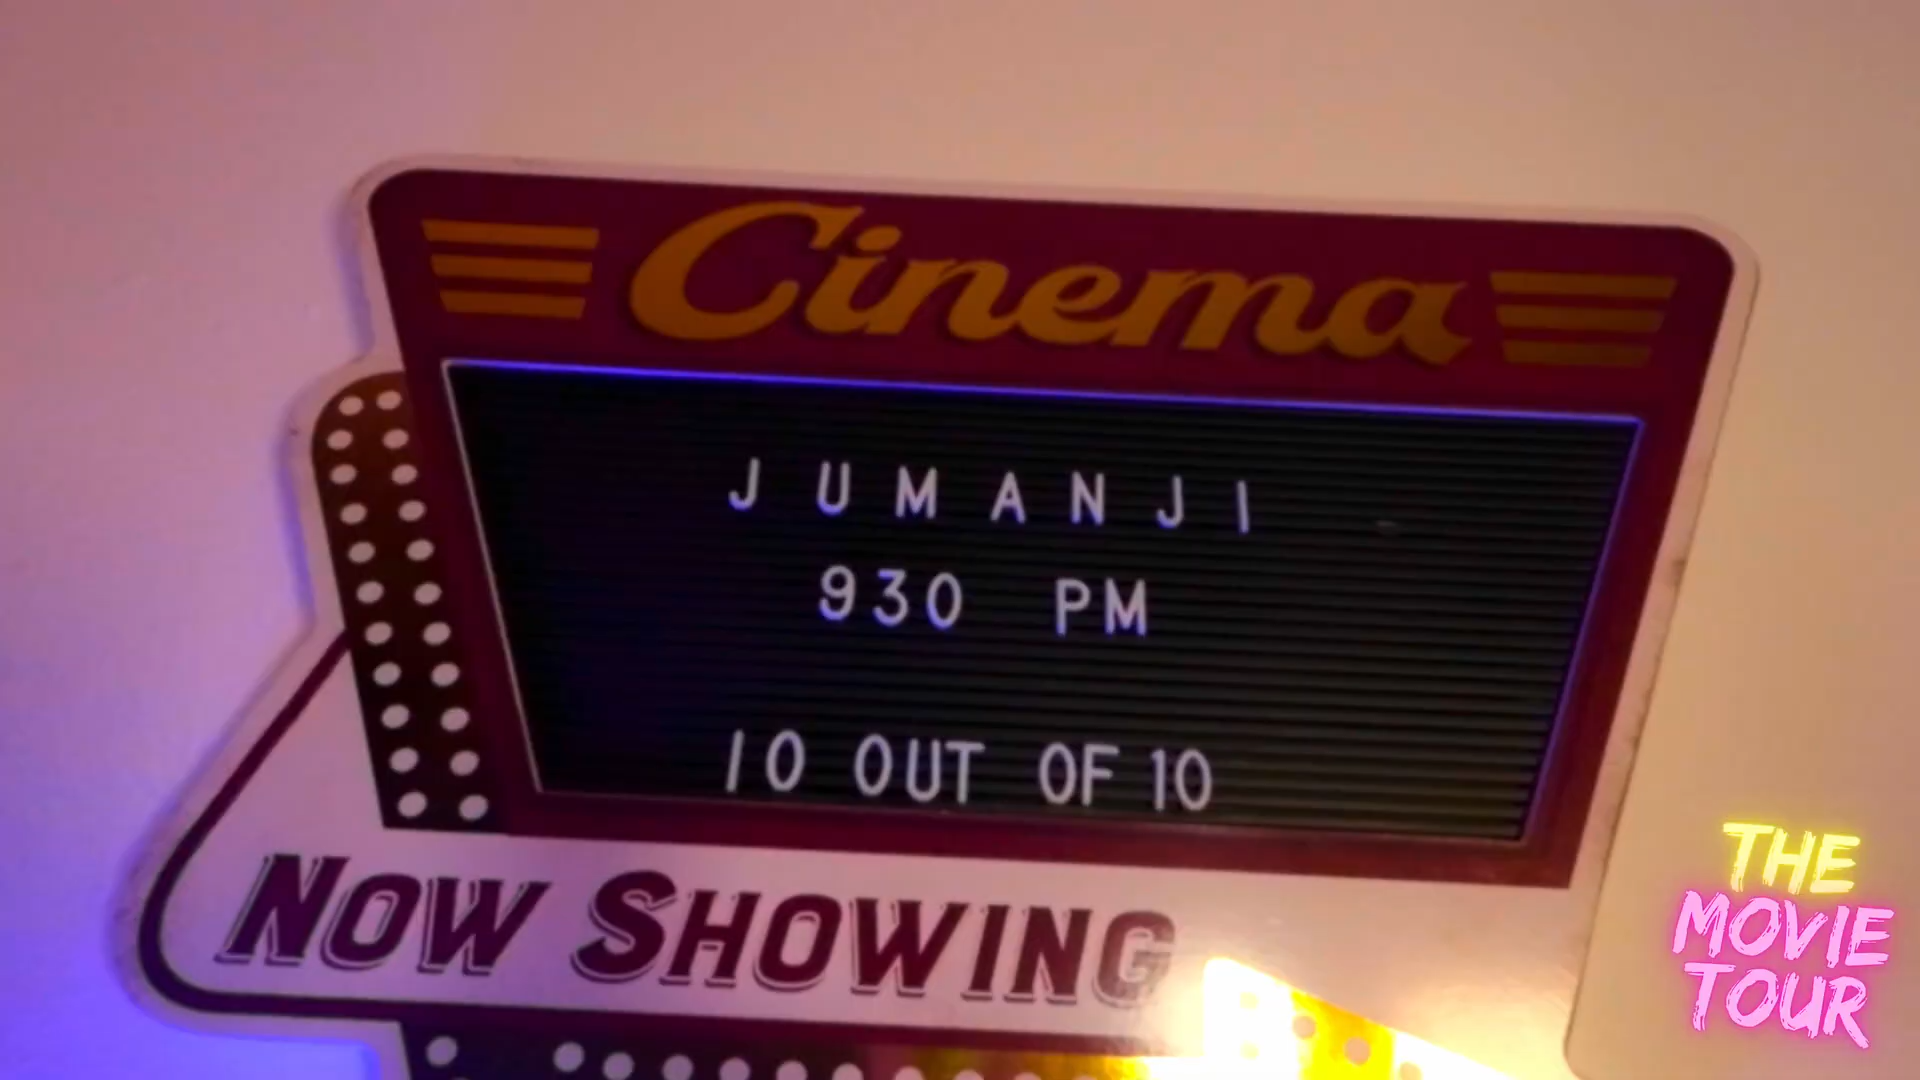 Cinema
JUMANJI
930 PM
10 OUT OF 10
NOW SHOWING
THE
MOVIE
TOUR